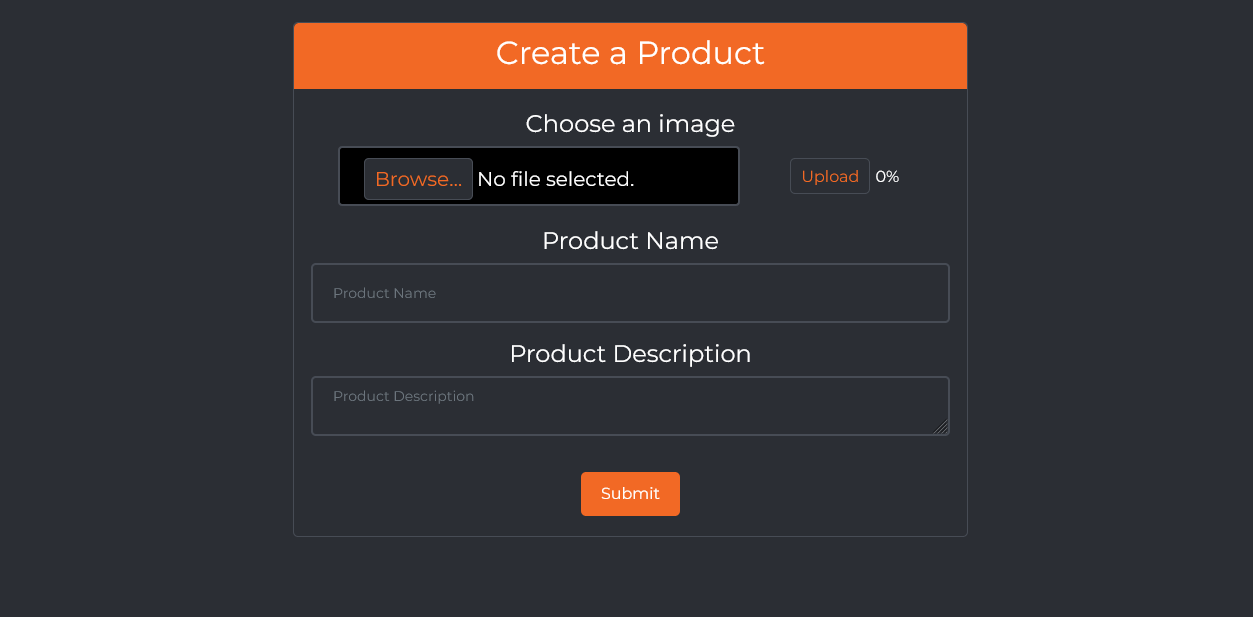 Create a Product
Choose an image
Browse... No file selected.
Upload 0%
Product Name
Product Name
Product Description
Product Description
Submit